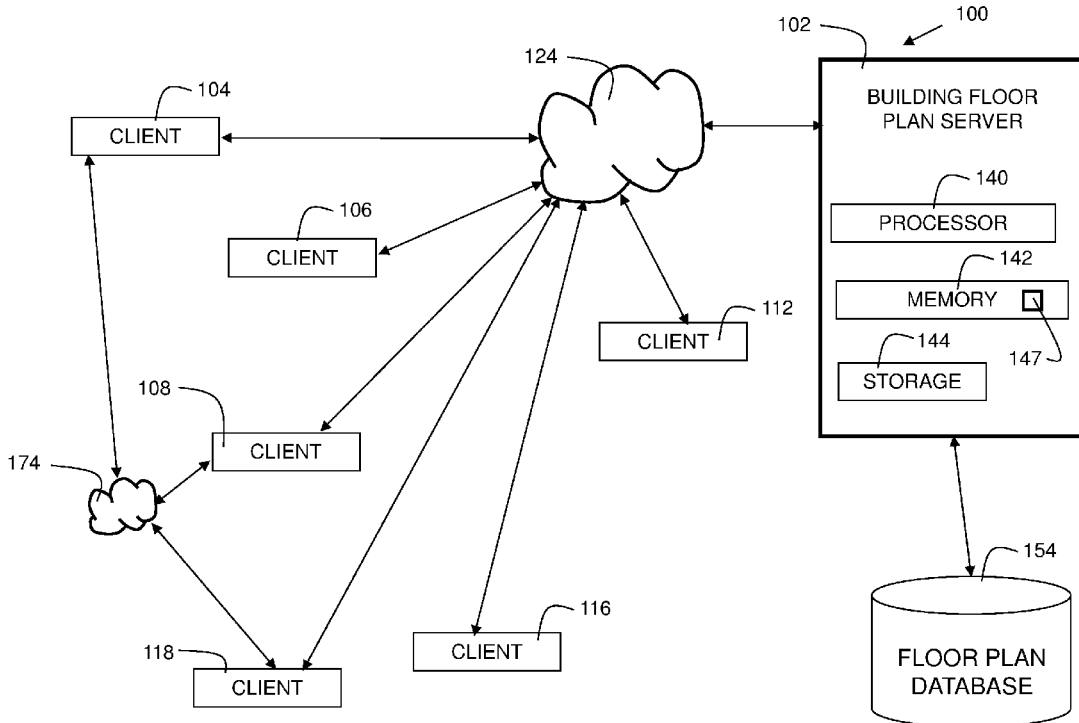 100
102
124
104
CLIENT
BUILDING FLOOR
PLAN SERVER
106
CLIENT
140
PROCESSOR
142
MEMORY
112
CLIENT
147
144
STORAGE
108
CLIENT
174
154
116
CLIENT
118
CLIENT
FLOOR PLAN
DATABASE